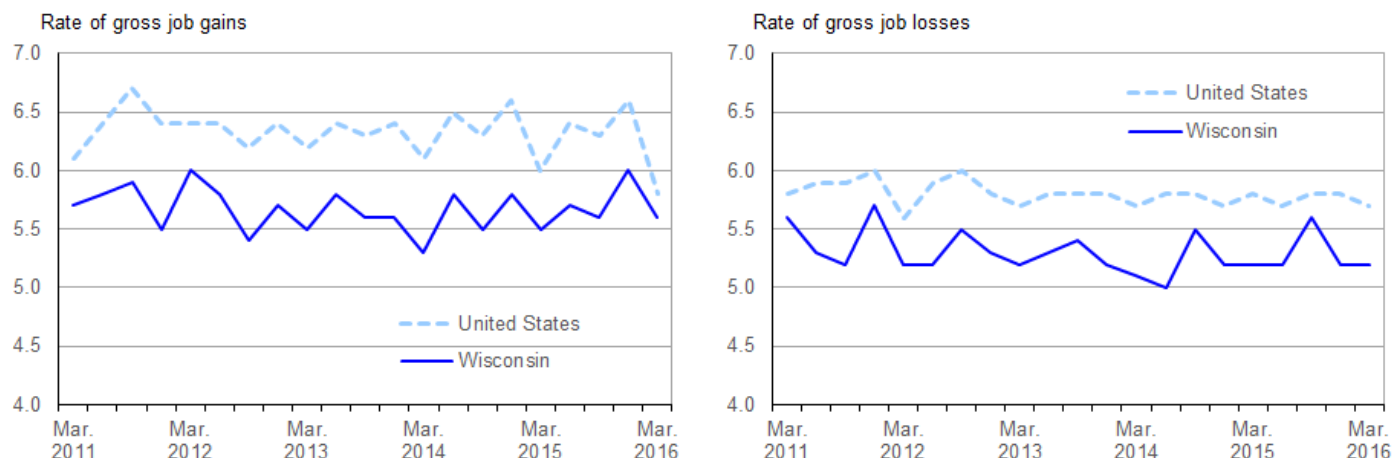 Rate of gross job gains
7.0
6.5
6.0
5.5
5.0
4.5
4.0
United States
Wisconsin
Mar. Mar. Mar. Mar. Mar. Mar.
2011 2012 2013 2014 2015 2016
Rate of gross job losses
7.0
6.5
6.0
5.5
5.0
4.5
4.0
United States
Wisconsin
Mar. Mar. Mar. Mar. Mar. Mar.
2011 2012 2013 2014 2015 2016